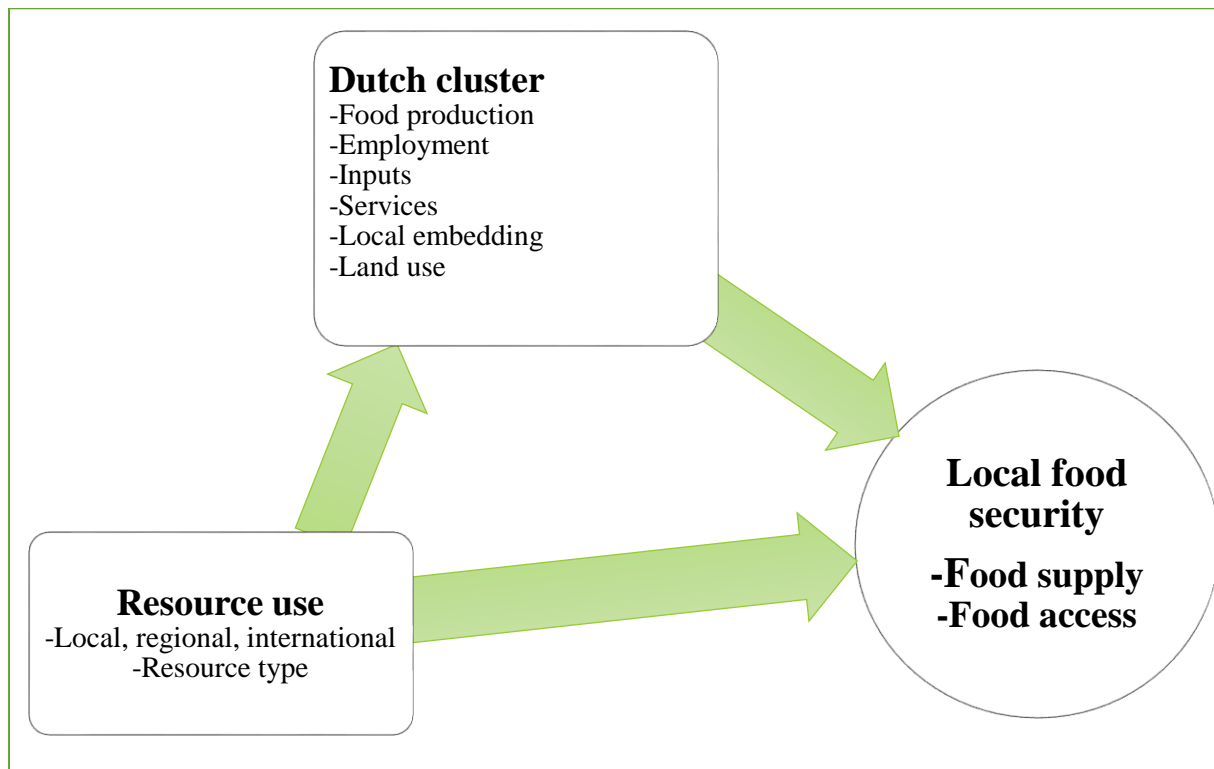 Dutch cluster
-Food production
-Employment
-Inputs
-Services
-Local embedding
-Land use
Local food
security
-Food supply
-Food access
Resource use
-Local, regional, international
-Resource type